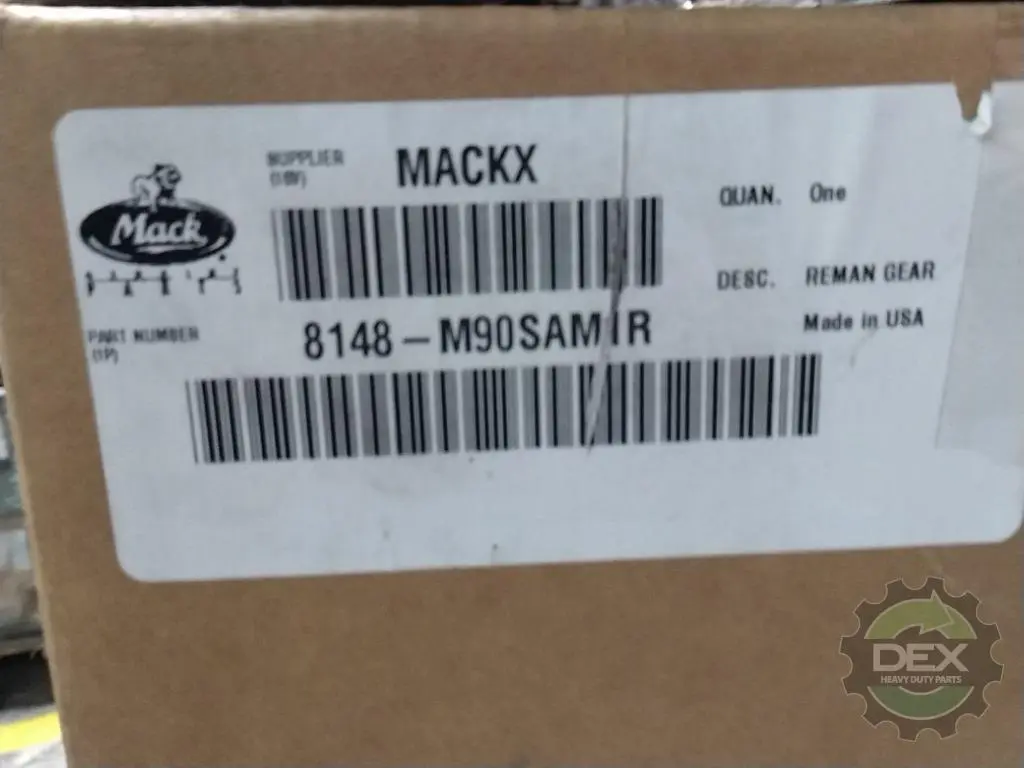 SUPPLIER
MACKX
QUAN. One
Mack
DESC. REMAN GEAR
Made in USA
PART NUMBER
(1P)
8148-M90SAM1R
DEX
HEAVY DUTY PARTS